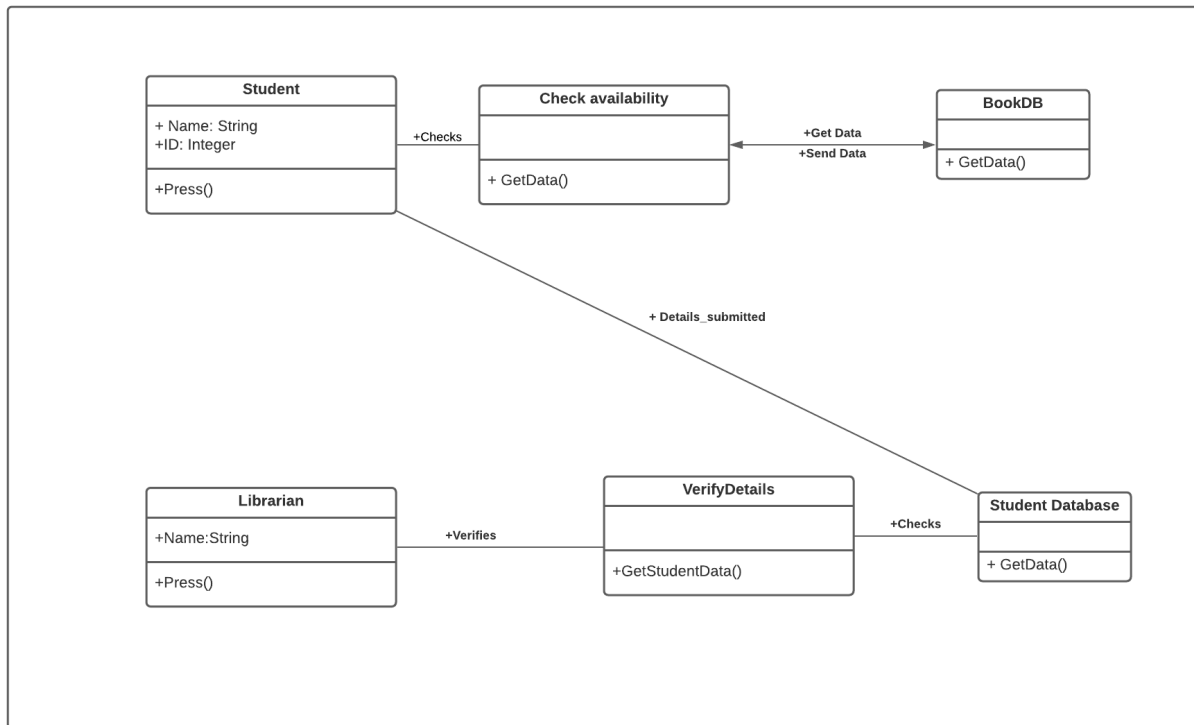 Student
+ Name: String
+ID: Integer
+Press()
+Checks
Check availability
+ GetData()
+Get Data
+Send Data
BookDB
+ GetData()
+ Details_submitted
Librarian
+Name:String
+Press()
+Verifies
VerifyDetails
+GetStudentData()
+Checks
Student Database
+ GetData()